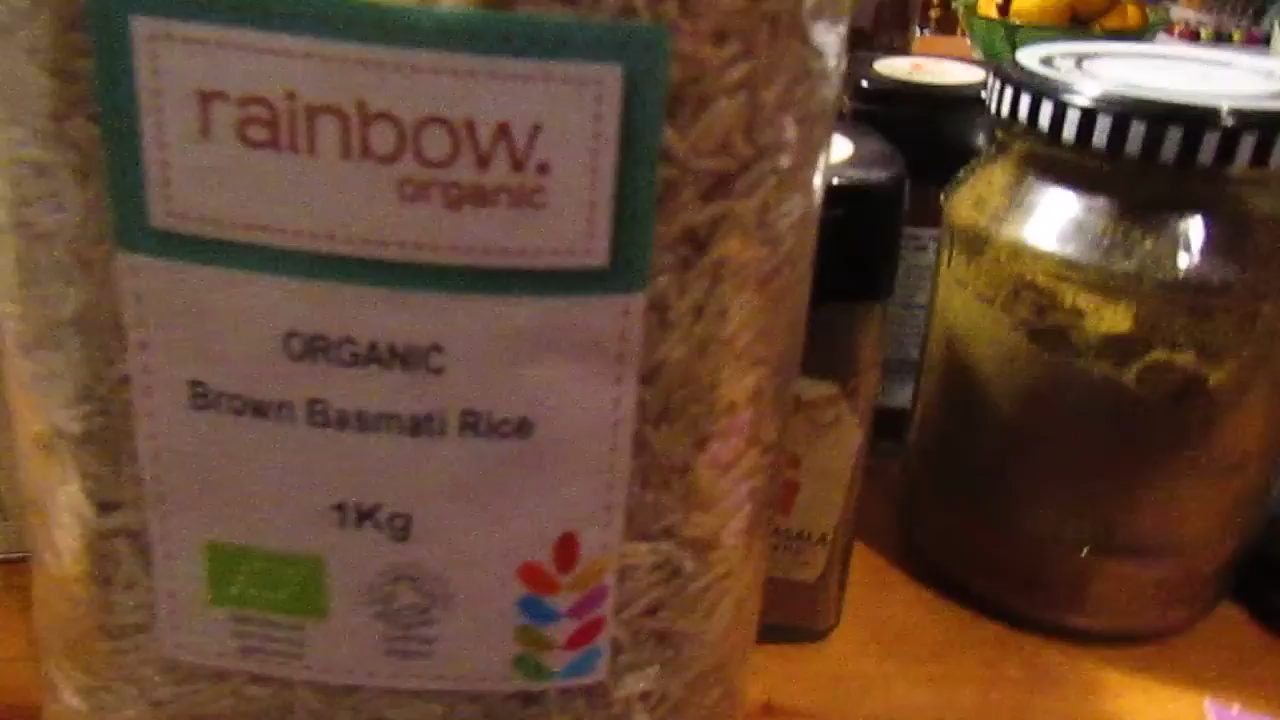 rainbow.
organic
ORGANIC
Brown Basmati Rice
1Kg